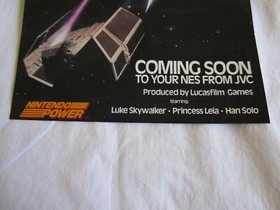 COMING SOON
TO YOUR NES FROM JVC
Produced by Lucasfilm Games
Starring:
Luke Skywalker • Princess Leia • Han Solo
NINTENDO
POWER